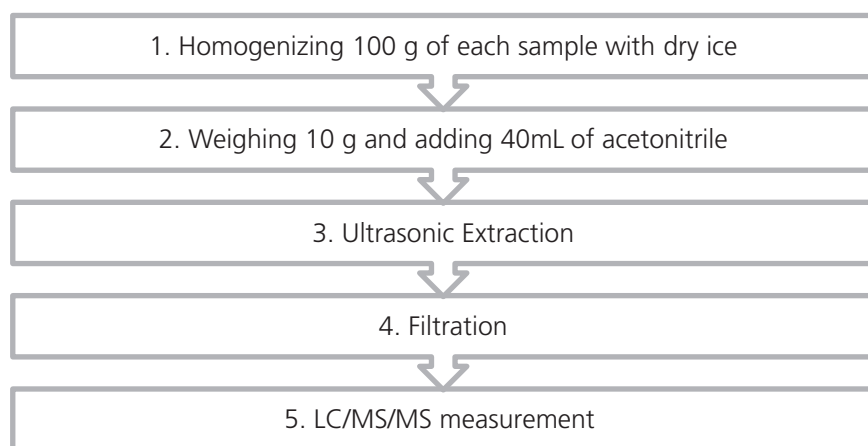 1. Homogenizing 100 g of each sample with dry ice
2. Weighing 10 g and adding 40mL of acetonitrile
3. Ultrasonic Extraction
4. Filtration
5. LC/MS/MS measurement